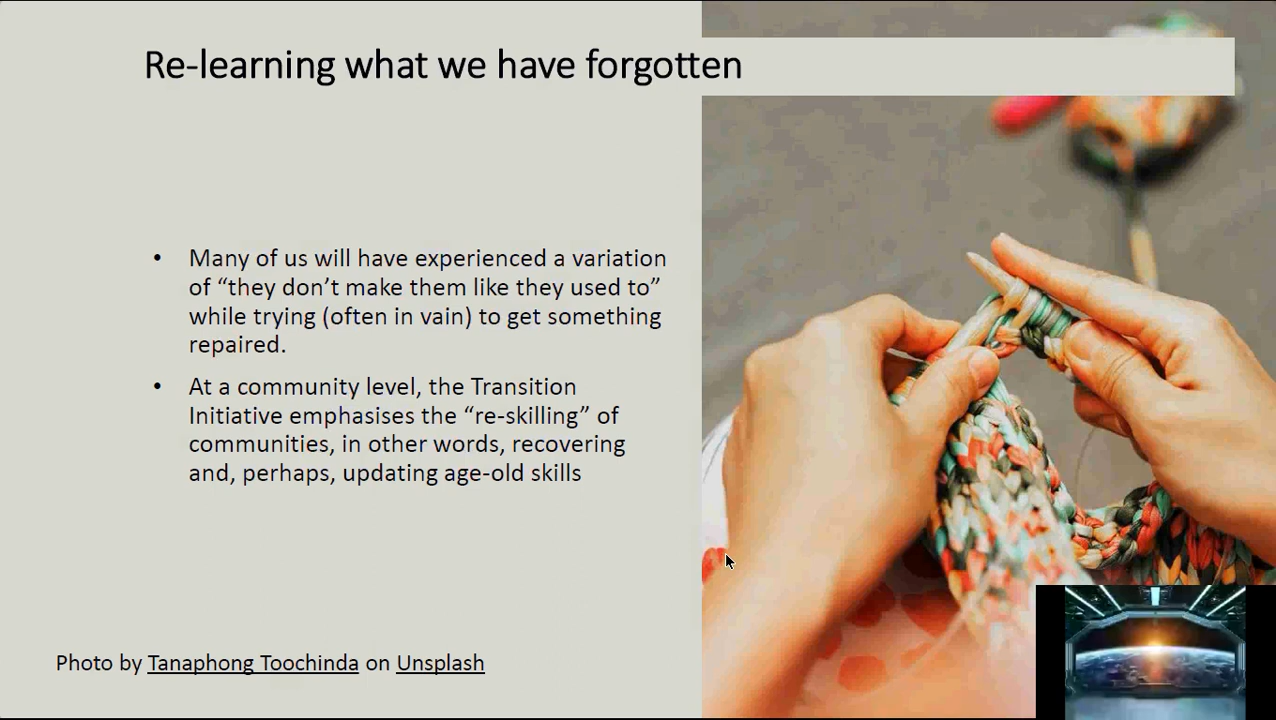 Re-learning what we have forgotten
• Many of us will have experienced a variation
of “they don’t make them like they used to”
while trying (often in vain) to get something
repaired.
• At a community level, the Transition
Initiative emphasises the “re-skilling” of
communities, in other words, recovering
and, perhaps, updating age-old skills
Photo by Tanaphong Toochinda on Unsplash